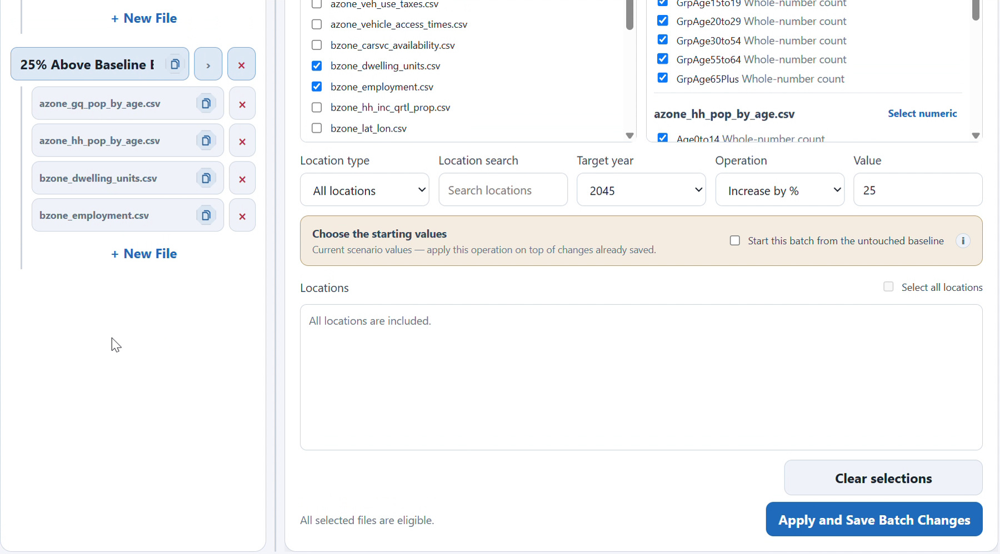 + New File
25% Above Baseline E
›
×
azone_gq_pop_by_age.csv
×
azone_hh_pop_by_age.csv
×
bzone_dwelling_units.csv
×
bzone_employment.csv
×
+ New File
azone_veh_use_taxes.csv
azone_vehicle_access_times.csv
bzone_carsvc_availability.csv
bzone_dwelling_units.csv
bzone_employment.csv
bzone_hh_inc_qrtl_prop.csv
bzone_lat_lon.csv
GrpAge15to19 Whole-number count
GrpAge20to29 Whole-number count
GrpAge30to54 Whole-number count
GrpAge55to64 Whole-number count
GrpAge65Plus Whole-number count
azone_hh_pop_by_age.csv Select numeric
Age0to14 Whole-number count
Location type Location search Target year Operation Value
All locations Search locations 2045 Increase by % 25
Choose the starting values
Current scenario values — apply this operation on top of changes already saved.
Start this batch from the untouched baseline i
Locations Select all locations
All locations are included.
Clear selections
All selected files are eligible. Apply and Save Batch Changes